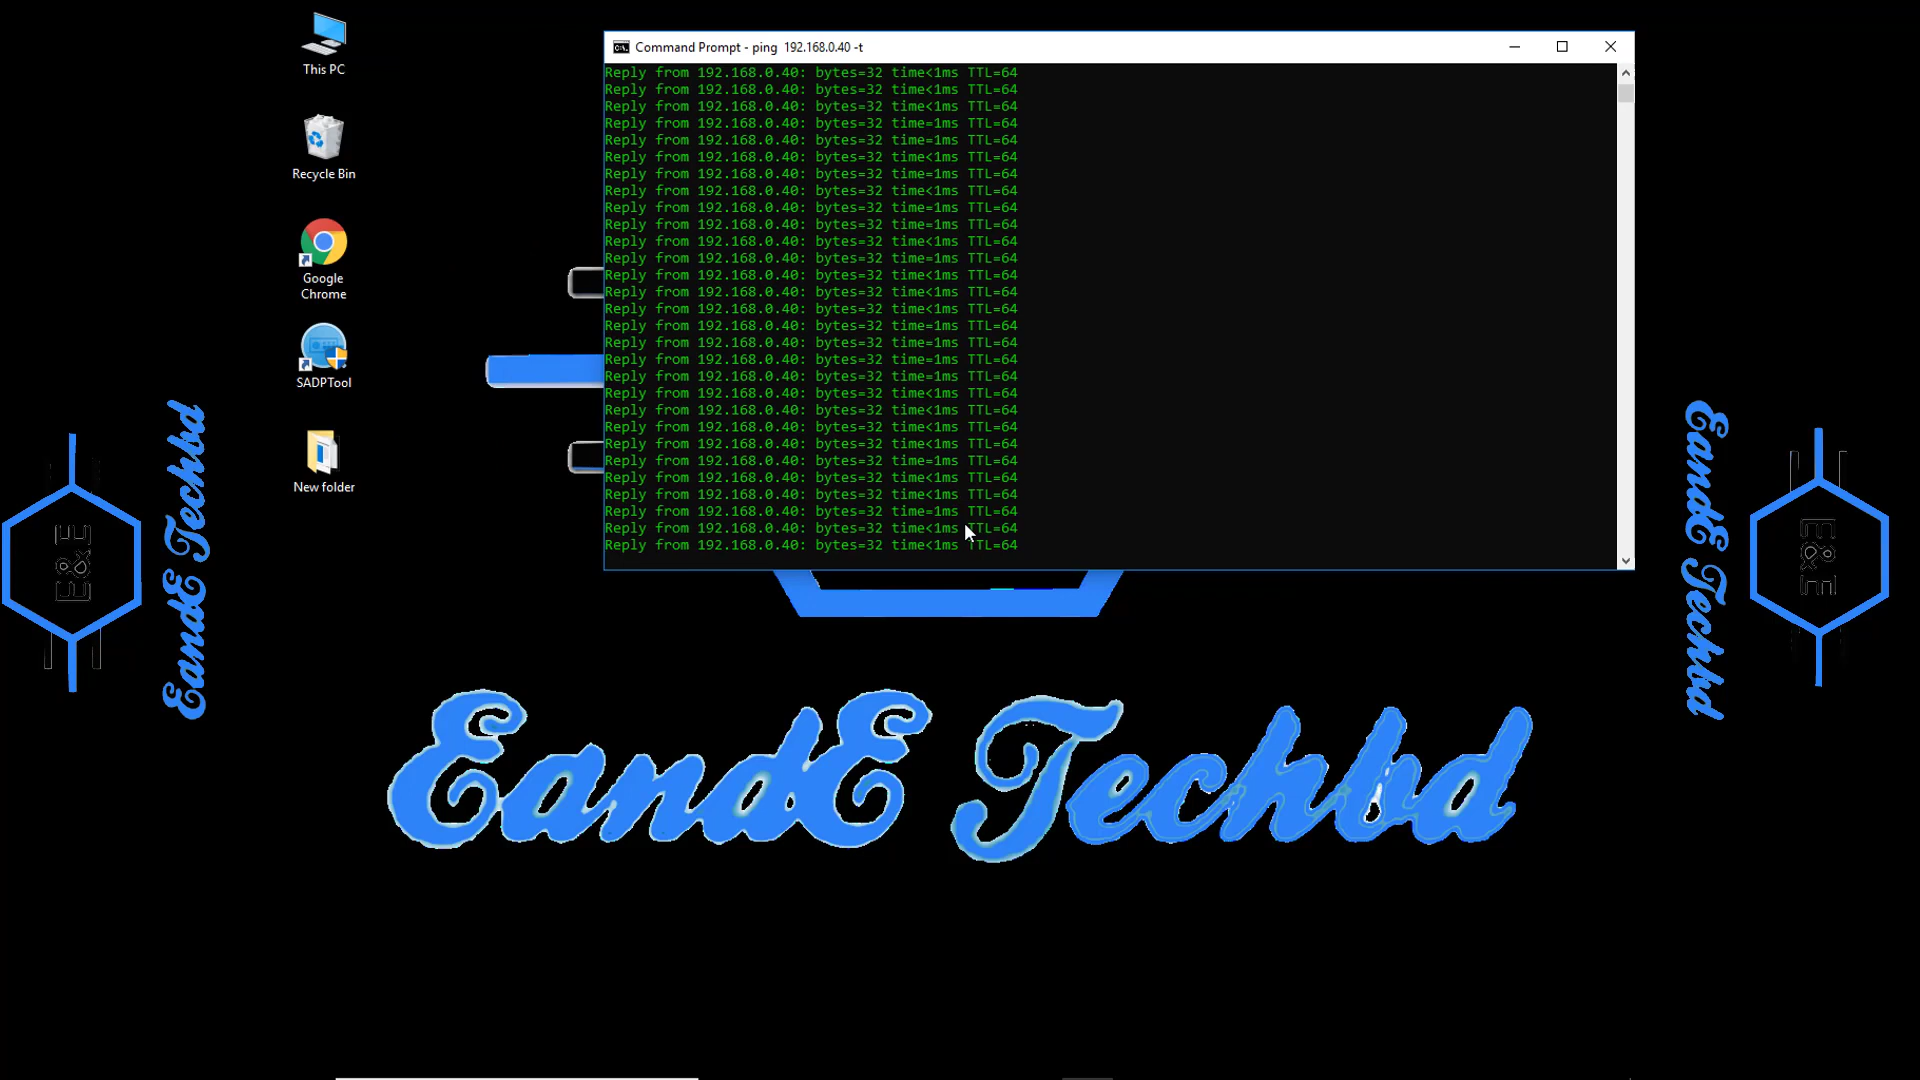 This PC
Recycle Bin
Google
Chrome
SADPTool
New folder
Command Prompt - ping  192.168.0.40 -t
Reply from 192.168.0.40: bytes=32 time<1ms TTL=64
Reply from 192.168.0.40: bytes=32 time<1ms TTL=64
Reply from 192.168.0.40: bytes=32 time<1ms TTL=64
Reply from 192.168.0.40: bytes=32 time=1ms TTL=64
Reply from 192.168.0.40: bytes=32 time=1ms TTL=64
Reply from 192.168.0.40: bytes=32 time<1ms TTL=64
Reply from 192.168.0.40: bytes=32 time=1ms TTL=64
Reply from 192.168.0.40: bytes=32 time<1ms TTL=64
Reply from 192.168.0.40: bytes=32 time=1ms TTL=64
Reply from 192.168.0.40: bytes=32 time=1ms TTL=64
Reply from 192.168.0.40: bytes=32 time<1ms TTL=64
Reply from 192.168.0.40: bytes=32 time=1ms TTL=64
Reply from 192.168.0.40: bytes=32 time<1ms TTL=64
Reply from 192.168.0.40: bytes=32 time<1ms TTL=64
Reply from 192.168.0.40: bytes=32 time<1ms TTL=64
Reply from 192.168.0.40: bytes=32 time=1ms TTL=64
Reply from 192.168.0.40: bytes=32 time=1ms TTL=64
Reply from 192.168.0.40: bytes=32 time<1ms TTL=64
Reply from 192.168.0.40: bytes=32 time=1ms TTL=64
Reply from 192.168.0.40: bytes=32 time<1ms TTL=64
Reply from 192.168.0.40: bytes=32 time<1ms TTL=64
Reply from 192.168.0.40: bytes=32 time<1ms TTL=64
Reply from 192.168.0.40: bytes=32 time<1ms TTL=64
Reply from 192.168.0.40: bytes=32 time=1ms TTL=64
Reply from 192.168.0.40: bytes=32 time<1ms TTL=64
Reply from 192.168.0.40: bytes=32 time<1ms TTL=64
Reply from 192.168.0.40: bytes=32 time=1ms TTL=64
Reply from 192.168.0.40: bytes=32 time<1ms TTL=64
Reply from 192.168.0.40: bytes=32 time<1ms TTL=64
E&E
EandE Techbd
EandE Techbd
E&E
EandE Techbd